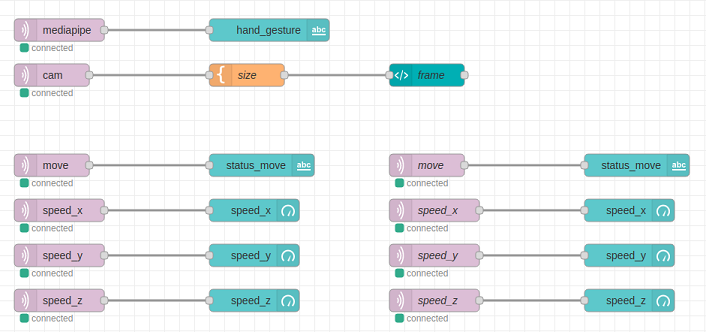 mediapipe hand_gesture abc
connected
cam { size </> frame
connected
move status_move abc move status_move abc
connected connected
speed_x speed_x speed_x speed_x
connected connected
speed_y speed_y speed_y speed_y
connected connected
speed_z speed_z speed_z speed_z
connected connected